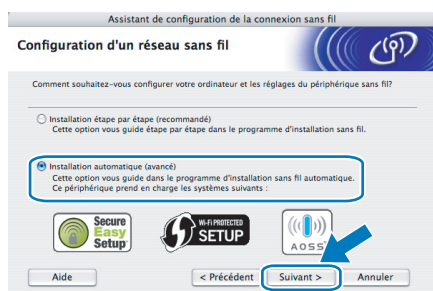 Assistant de configuration de la connexion sans fil
Configuration d'un réseau sans fil
Comment souhaitez-vous configurer votre ordinateur et les réglages du périphérique sans fil?
Installation étape par étape (recommandé)
Cette option vous guide étape par étape dans le programme d'installation sans fil.
Installation automatique (avancé)
Cette option vous guide dans le programme d'installation sans fil automatique.
Ce périphérique prend en charge les systèmes suivants :
Secure
Easy
Setup
Wi-Fi PROTECTED
SETUP
AOSS
Aide
< Précédent
Suivant >
Annuler